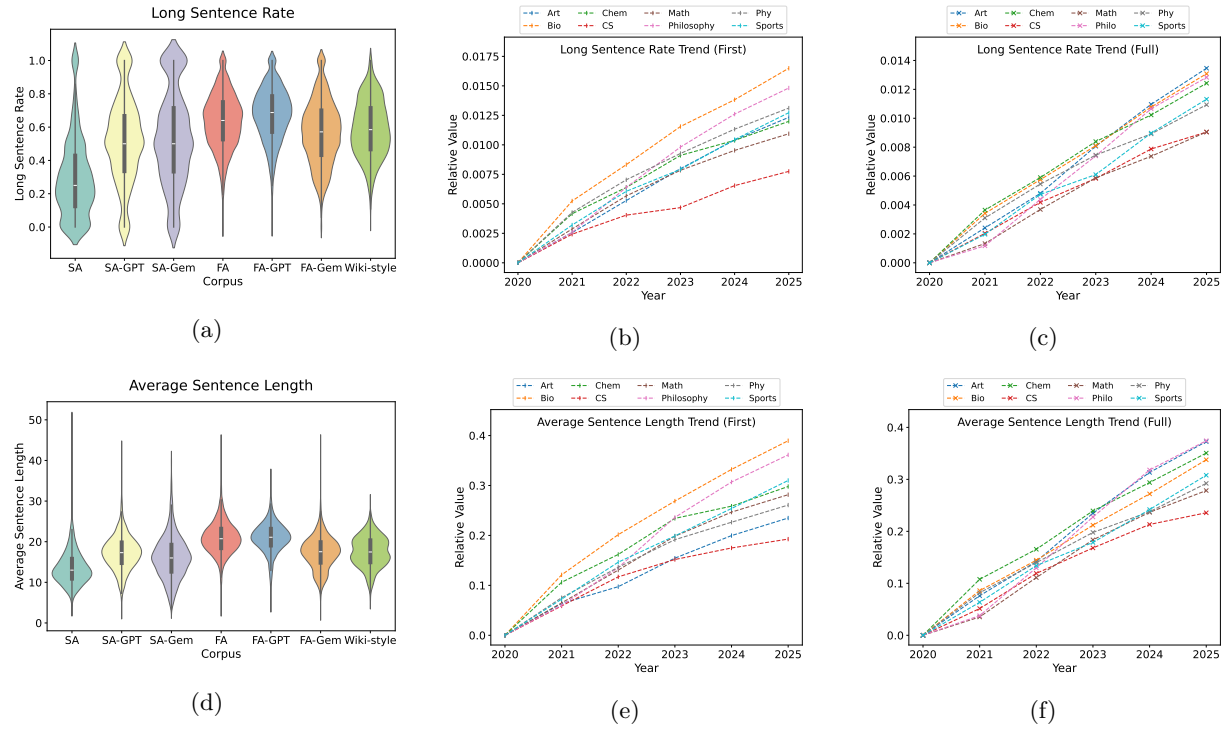 Long Sentence Rate
1.0
0.8
0.6
0.4
0.2
0.0
Long Sentence Rate
SA SA-GPT SA-Gem FA FA-GPT FA-Gem Wiki-style
Corpus
(a)
Art Chem Math Phy
Bio CS Philosophy Sports
Long Sentence Rate Trend (First)
0.0175
0.0150
0.0125
0.0100
0.0075
0.0050
0.0025
0.0000
Relative Value
2020 2021 2022 2023 2024 2025
Year
(b)
Art Chem Math Phy
Bio CS Philo Sports
Long Sentence Rate Trend (Full)
0.014
0.012
0.010
0.008
0.006
0.004
0.002
0.000
Relative Value
2020 2021 2022 2023 2024 2025
Year
(c)
Average Sentence Length
50
40
30
20
10
0
Average Sentence Length
SA SA-GPT SA-Gem FA FA-GPT FA-Gem Wiki-style
Corpus
(d)
Art Chem Math Phy
Bio CS Philosophy Sports
Average Sentence Length Trend (First)
0.4
0.3
0.2
0.1
0.0
Relative Value
2020 2021 2022 2023 2024 2025
Year
(e)
Art Chem Math Phy
Bio CS Philo Sports
Average Sentence Length Trend (Full)
0.4
0.3
0.2
0.1
0.0
Relative Value
2020 2021 2022 2023 2024 2025
Year
(f)